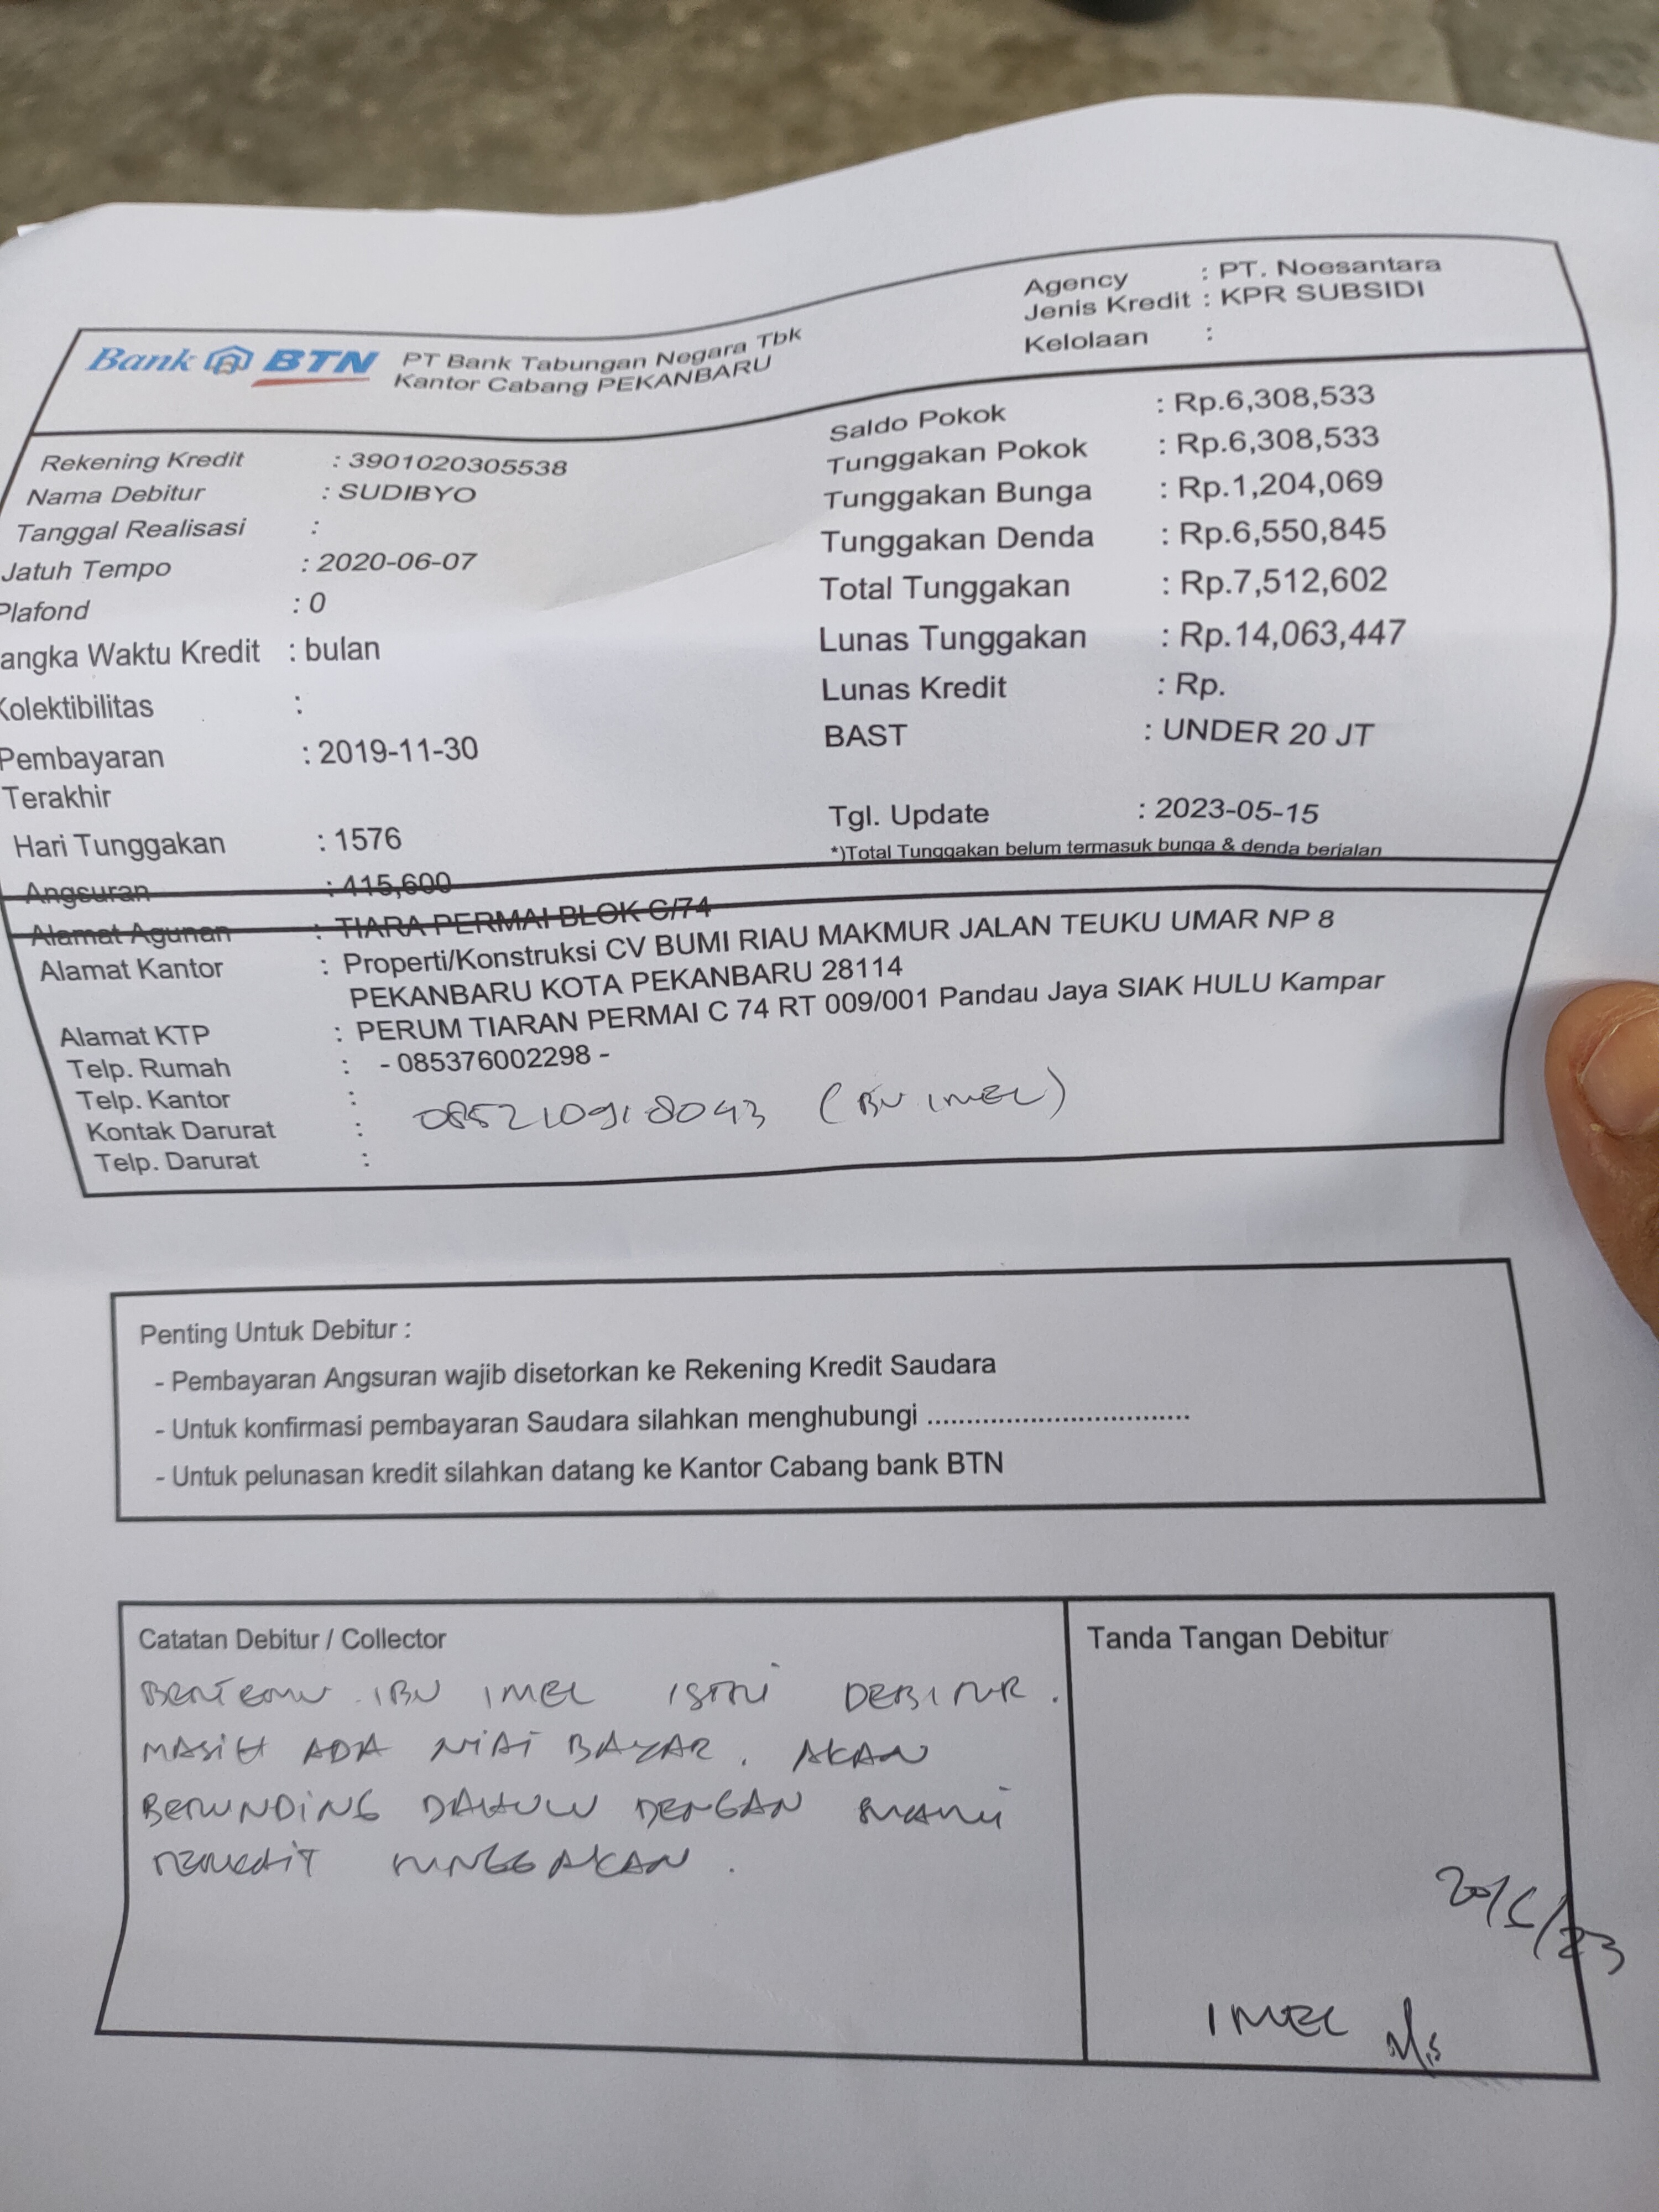 Agency : PT. Noesantara
Jenis Kredit : KPR SUBSIDI
Kelolaan :
Bank BTN PT Bank Tabungan Negara Tbk
Kantor Cabang PEKANBARU
Rekening Kredit : 3901020305538
Nama Debitur : SUDIBYO
Tanggal Realisasi :
Jatuh Tempo : 2020-06-07
Plafond : 0
angka Waktu Kredit : bulan
Kolektibilitas :
Pembayaran : 2019-11-30
Terakhir
Hari Tunggakan : 1576
Angsuran : 415,600
Saldo Pokok : Rp.6,308,533
Tunggakan Pokok : Rp.6,308,533
Tunggakan Bunga : Rp.1,204,069
Tunggakan Denda : Rp.6,550,845
Total Tunggakan : Rp.7,512,602
Lunas Tunggakan : Rp.14,063,447
Lunas Kredit : Rp.
BAST : UNDER 20 JT
Tgl. Update : 2023-05-15
*)Total Tunggakan belum termasuk bunga & denda berjalan
Alamat Agunan : TIARA PERMAI BLOK C/74
Alamat Kantor : Properti/Konstruksi CV BUMI RIAU MAKMUR JALAN TEUKU UMAR NP 8
PEKANBARU KOTA PEKANBARU 28114
Alamat KTP : PERUM TIARAN PERMAI C 74 RT 009/001 Pandau Jaya SIAK HULU Kampar
Telp. Rumah : - 085376002298 -
Telp. Kantor :
Kontak Darurat : 085210918043 (BU IMEL)
Telp. Darurat :
Penting Untuk Debitur :
- Pembayaran Angsuran wajib disetorkan ke Rekening Kredit Saudara
- Untuk konfirmasi pembayaran Saudara silahkan menghubungi .................................
- Untuk pelunasan kredit silahkan datang ke Kantor Cabang bank BTN
Catatan Debitur / Collector
BERTEMU IBU IMEL ISTRI DEBITUR.
MASIH ADA NIAT BAYAR. AKAN
BERUNDING DAHULU DENGAN SUAMI
TERKAIT TUNGGAKAN.
Tanda Tangan Debitur
IMEL